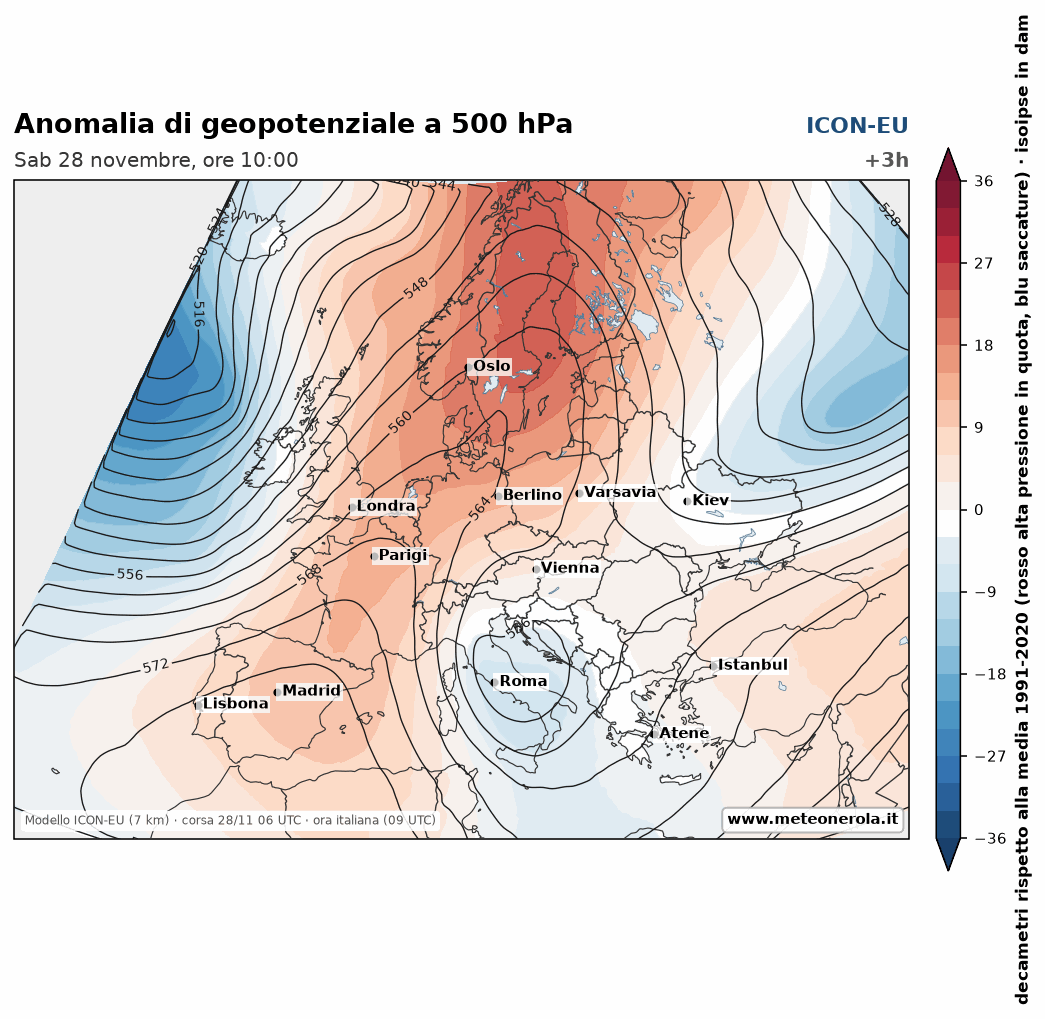 Anomalia di geopotenziale a 500 hPa
ICON-EU
Sab 28 novembre, ore 10:00
+3h
544
528
524
520
516
548
560
564
568
556
572
Oslo
Londra
Berlino
Varsavia
Kiev
Parigi
Vienna
Roma
Istanbul
Madrid
Lisbona
Atene
Modello ICON-EU (7 km) · corsa 28/11 06 UTC · ora italiana (09 UTC)
www.meteonerola.it
36
27
18
9
0
−9
−18
−27
−36
decametri rispetto alla media 1991-2020 (rosso alta pressione in quota, blu saccature) · isoipse in dam